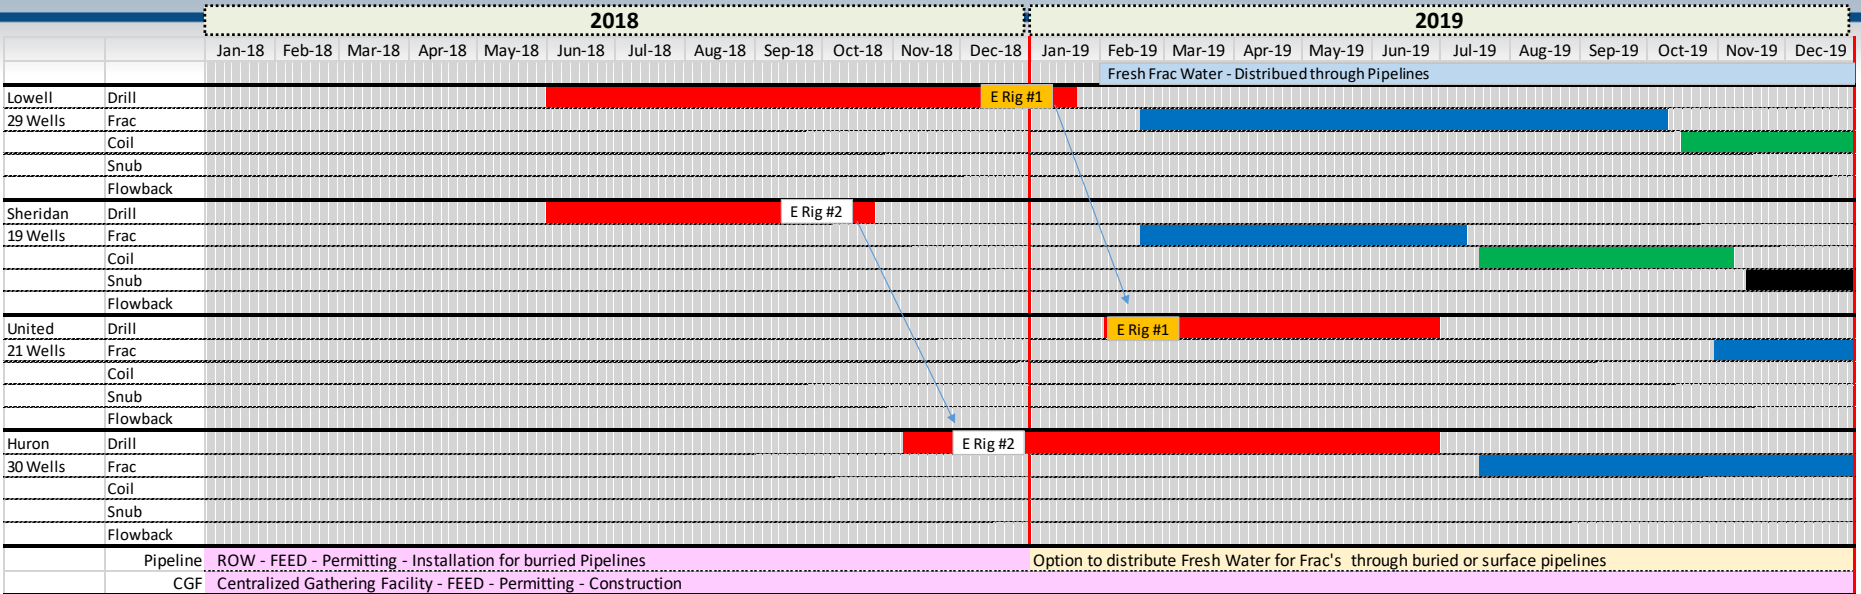 2018 2019
Jan-18 Feb-18 Mar-18 Apr-18 May-18 Jun-18 Jul-18 Aug-18 Sep-18 Oct-18 Nov-18 Dec-18 Jan-19 Feb-19 Mar-19 Apr-19 May-19 Jun-19 Jul-19 Aug-19 Sep-19 Oct-19 Nov-19 Dec-19
Fresh Frac Water - Distribued through Pipelines
Lowell Drill E Rig #1
29 Wells Frac
Coil
Snub
Flowback
Sheridan Drill E Rig #2
19 Wells Frac
Coil
Snub
Flowback
United Drill E Rig #1
21 Wells Frac
Coil
Snub
Flowback
Huron Drill E Rig #2
30 Wells Frac
Coil
Snub
Flowback
Pipeline ROW - FEED - Permitting - Installation for burried Pipelines Option to distribute Fresh Water for Frac's through buried or surface pipelines
CGF Centralized Gathering Facility - FEED - Permitting - Construction